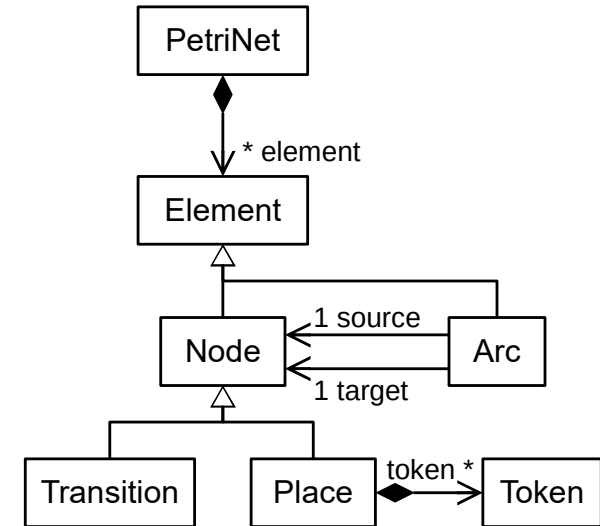 PetriNet
* element
Element
1 source
Node
Arc
1 target
token *
Transition
Place
Token